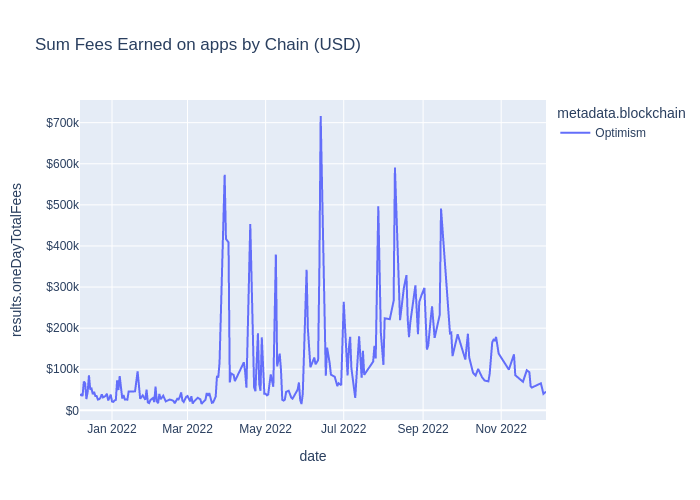 Sum Fees Earned on apps by Chain (USD)
metadata.blockchain
Optimism
results.oneDayTotalFees
$700k
$600k
$500k
$400k
$300k
$200k
$100k
$0
Jan 2022
Mar 2022
May 2022
Jul 2022
Sep 2022
Nov 2022
date